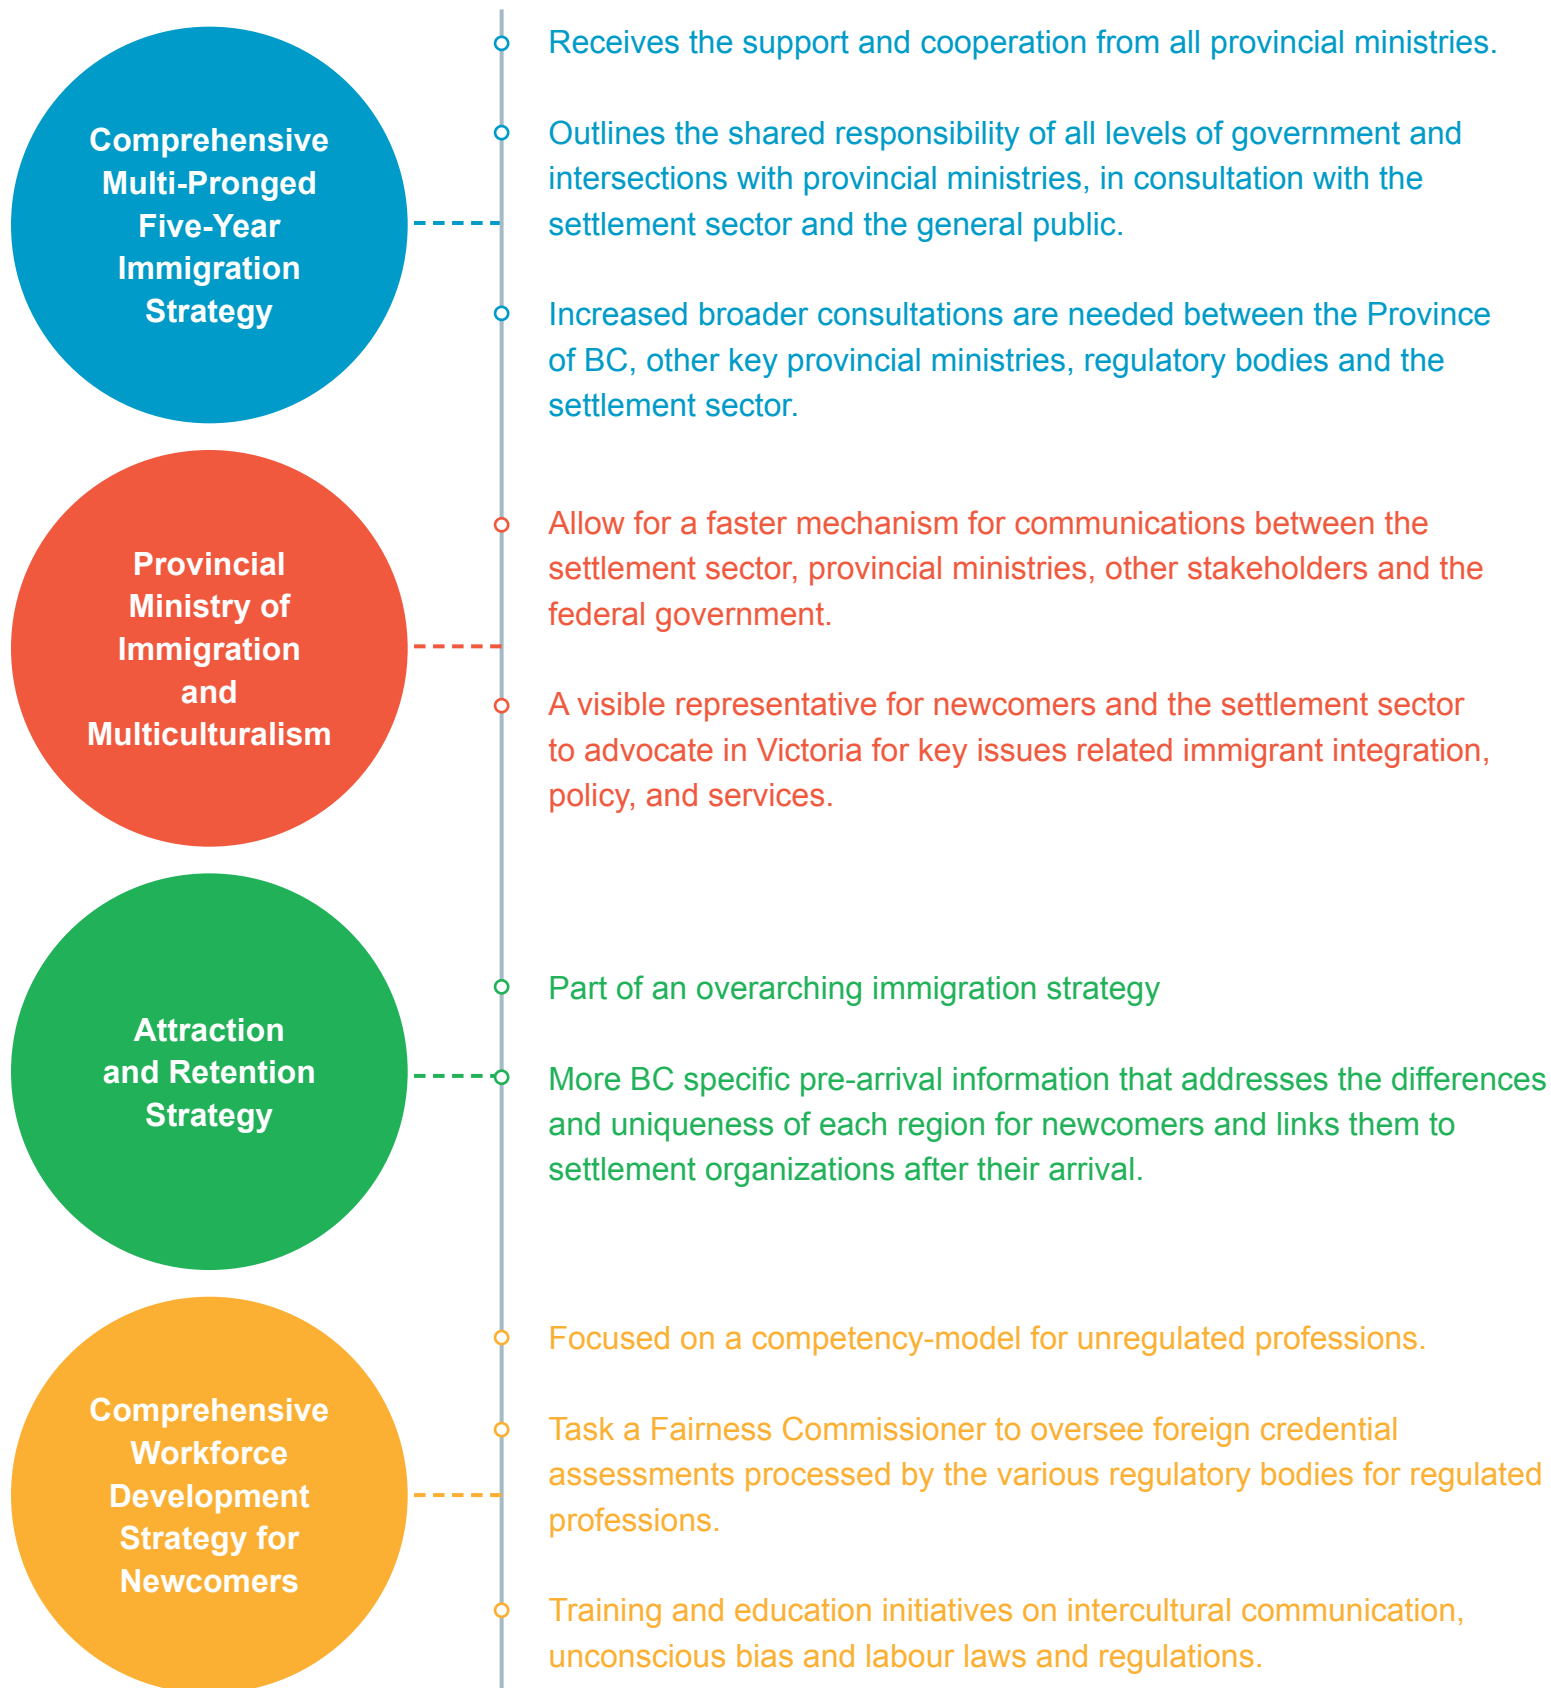 Comprehensive
Multi-Pronged
Five-Year
Immigration
Strategy
Receives the support and cooperation from all provincial ministries.
Outlines the shared responsibility of all levels of government and
intersections with provincial ministries, in consultation with the
settlement sector and the general public.
Increased broader consultations are needed between the Province
of BC, other key provincial ministries, regulatory bodies and the
settlement sector.
Provincial
Ministry of
Immigration
and
Multiculturalism
Allow for a faster mechanism for communications between the
settlement sector, provincial ministries, other stakeholders and the
federal government.
A visible representative for newcomers and the settlement sector
to advocate in Victoria for key issues related immigrant integration,
policy, and services.
Attraction
and Retention
Strategy
Part of an overarching immigration strategy
More BC specific pre-arrival information that addresses the differences
and uniqueness of each region for newcomers and links them to
settlement organizations after their arrival.
Comprehensive
Workforce
Development
Strategy for
Newcomers
Focused on a competency-model for unregulated professions.
Task a Fairness Commissioner to oversee foreign credential
assessments processed by the various regulatory bodies for regulated
professions.
Training and education initiatives on intercultural communication,
unconscious bias and labour laws and regulations.